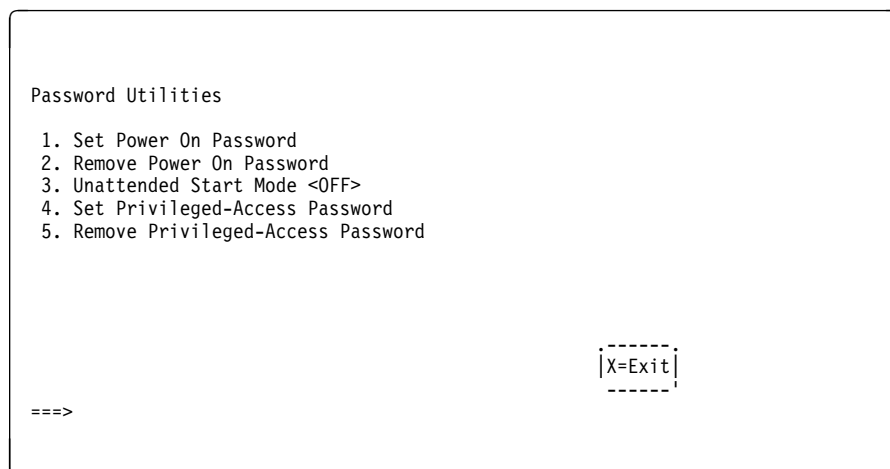 Password Utilities
1. Set Power On Password
2. Remove Power On Password
3. Unattended Start Mode <OFF>
4. Set Privileged-Access Password
5. Remove Privileged-Access Password
.------.
|X=Exit|
------'
===>